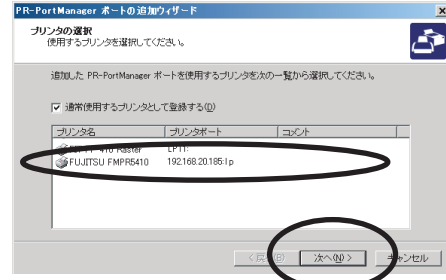 PR-PortManager ポートの追加ウィザード
プリンタの選択
使用するプリンタを選択してください。
追加した PR-PortManager ポートを使用するプリンタを次の一覧から選択してください。
通常使用するプリンタとして登録する(D)
プリンタ名 プリンタポート コメント
Raster LPT1:
FUJITSU FMPR5410 192.168.20.185:lp
次へ(N) > キャンセル